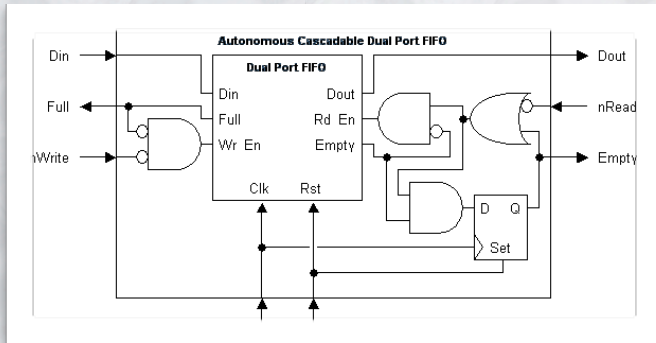 Autonomous Cascadable Dual Port FIFO
Dual Port FIFO
Din
Din
Dout
Dout
Full
Full
Rd En
nRead
nWrite
Wr En
Empty
Empty
D
Q
Clk
Rst
Set